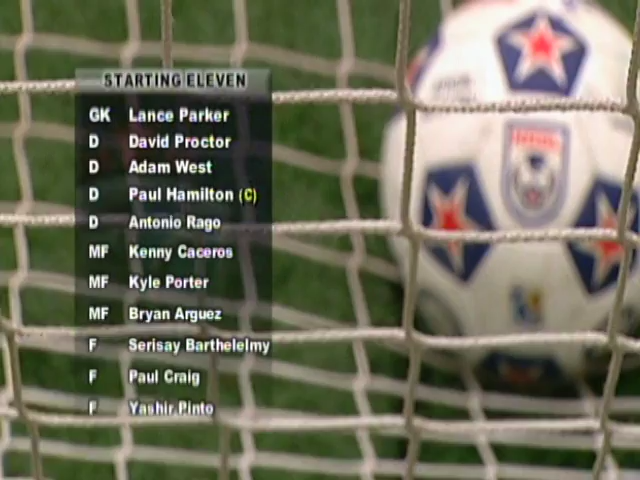 STARTING ELEVEN
GK Lance Parker
D David Proctor
D Adam West
D Paul Hamilton (C)
D Antonio Rago
MF Kenny Caceros
MF Kyle Porter
MF Bryan Arguez
F Serisay Barthelelmy
F Paul Craig
F Yashir Pinto